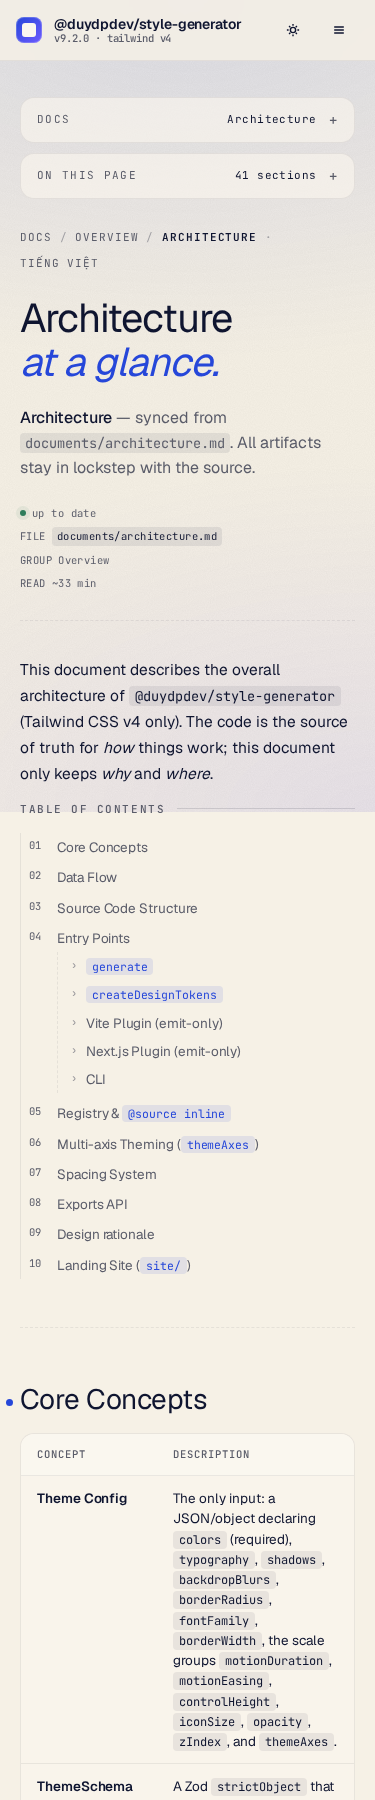 @duydpdev/style-generator
v9.2.0 · tailwind v4
DOCS Architecture +
ON THIS PAGE 41 sections +
DOCS / OVERVIEW / ARCHITECTURE ·
TIẾNG VIỆT
Architecture
at a glance.
Architecture — synced from
documents/architecture.md. All artifacts
stay in lockstep with the source.
up to date
FILE documents/architecture.md
GROUP Overview
READ ~33 min
This document describes the overall
architecture of @duydpdev/style-generator
(Tailwind CSS v4 only). The code is the source
of truth for how things work; this document
only keeps why and where.
TABLE OF CONTENTS
01 Core Concepts
02 Data Flow
03 Source Code Structure
04 Entry Points
› generate
› createDesignTokens
› Vite Plugin (emit-only)
› Next.js Plugin (emit-only)
› CLI
05 Registry & @source inline
06 Multi-axis Theming (themeAxes)
07 Spacing System
08 Exports API
09 Design rationale
10 Landing Site (site/)
Core Concepts
CONCEPT DESCRIPTION
Theme Config The only input: a
JSON/object declaring
colors (required),
typography, shadows,
backdropBlurs,
borderRadius,
fontFamily,
borderWidth, the scale
groups motionDuration,
motionEasing,
controlHeight,
iconSize, opacity,
zIndex, and themeAxes.
ThemeSchema A Zod strictObject that